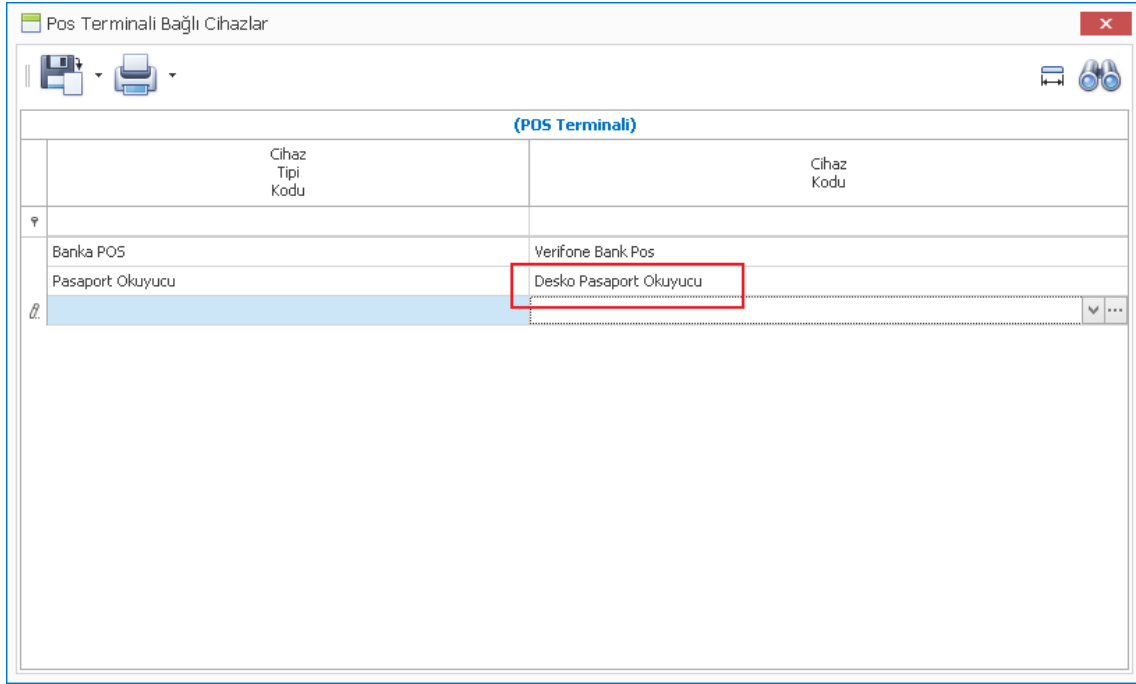 Pos Terminali Bağlı Cihazlar
(POS Terminali)
Cihaz
Tipi
Kodu
Cihaz
Kodu
Banka POS
Verifone Bank Pos
Pasaport Okuyucu
Desko Pasaport Okuyucu